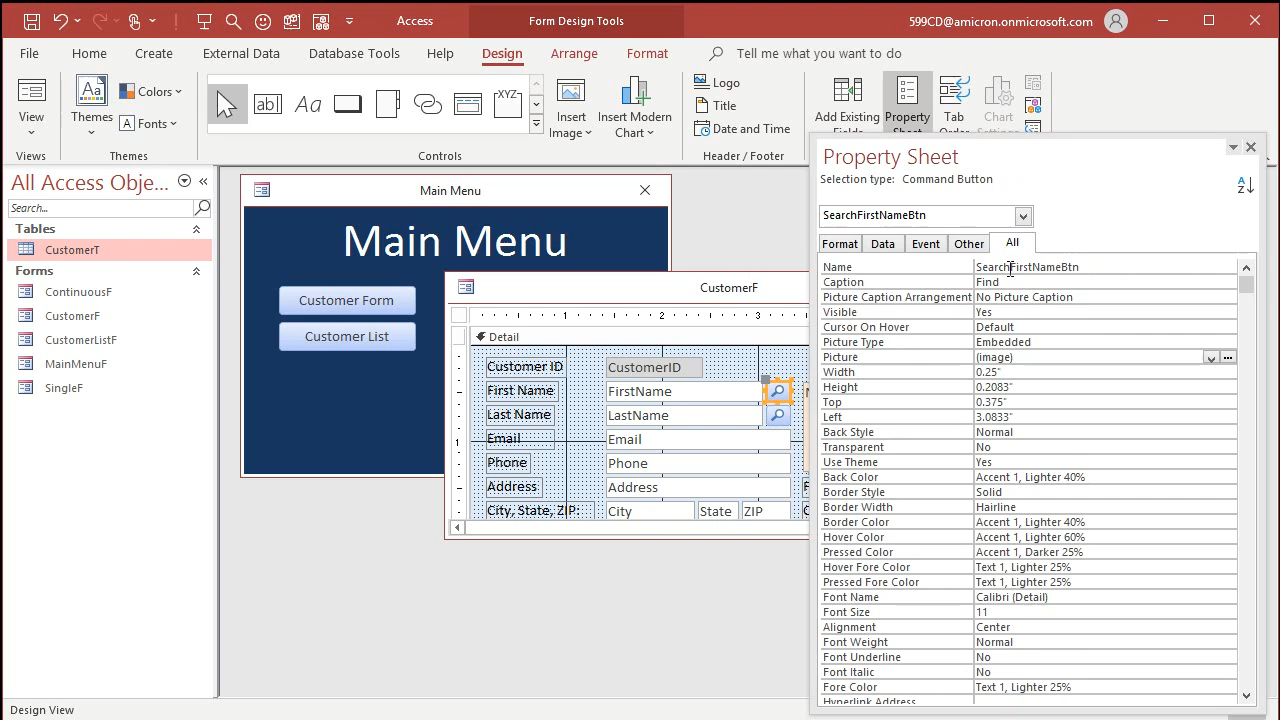 Access
Form Design Tools
599CD@amicron.onmicrosoft.com
File
Home
Create
External Data
Database Tools
Help
Design
Arrange
Format
Tell me what you want to do
View
Themes
Colors
Fonts
ab|
Aa
XYZ
Insert Image
Insert Modern Chart
Logo
Title
Date and Time
Add Existing Fields
Property Sheet
Tab Order
Chart Settings
Views
Themes
Controls
Header / Footer
All Access Obje...
Search...
Tables
CustomerT
Forms
ContinuousF
CustomerF
CustomerListF
MainMenuF
SingleF
Main Menu
Main Menu
Customer Form
Customer List
CustomerF
1 2 3
Detail
1
Customer ID CustomerID
First Name FirstName
Last Name LastName
Email Email
Phone Phone
Address Address
City, State, ZIP: City State ZIP
Property Sheet
Selection type: Command Button
SearchFirstNameBtn
Format Data Event Other All
Name SearchFirstNameBtn
Caption Find
Picture Caption Arrangement No Picture Caption
Visible Yes
Cursor On Hover Default
Picture Type Embedded
Picture (image)
Width 0.25"
Height 0.2083"
Top 0.375"
Left 3.0833"
Back Style Normal
Transparent No
Use Theme Yes
Back Color Accent 1, Lighter 40%
Border Style Solid
Border Width Hairline
Border Color Accent 1, Lighter 40%
Hover Color Accent 1, Lighter 60%
Pressed Color Accent 1, Darker 25%
Hover Fore Color Text 1, Lighter 25%
Pressed Fore Color Text 1, Lighter 25%
Font Name Calibri (Detail)
Font Size 11
Alignment Center
Font Weight Normal
Font Underline No
Font Italic No
Fore Color Text 1, Lighter 25%
Hyperlink Address
Design View